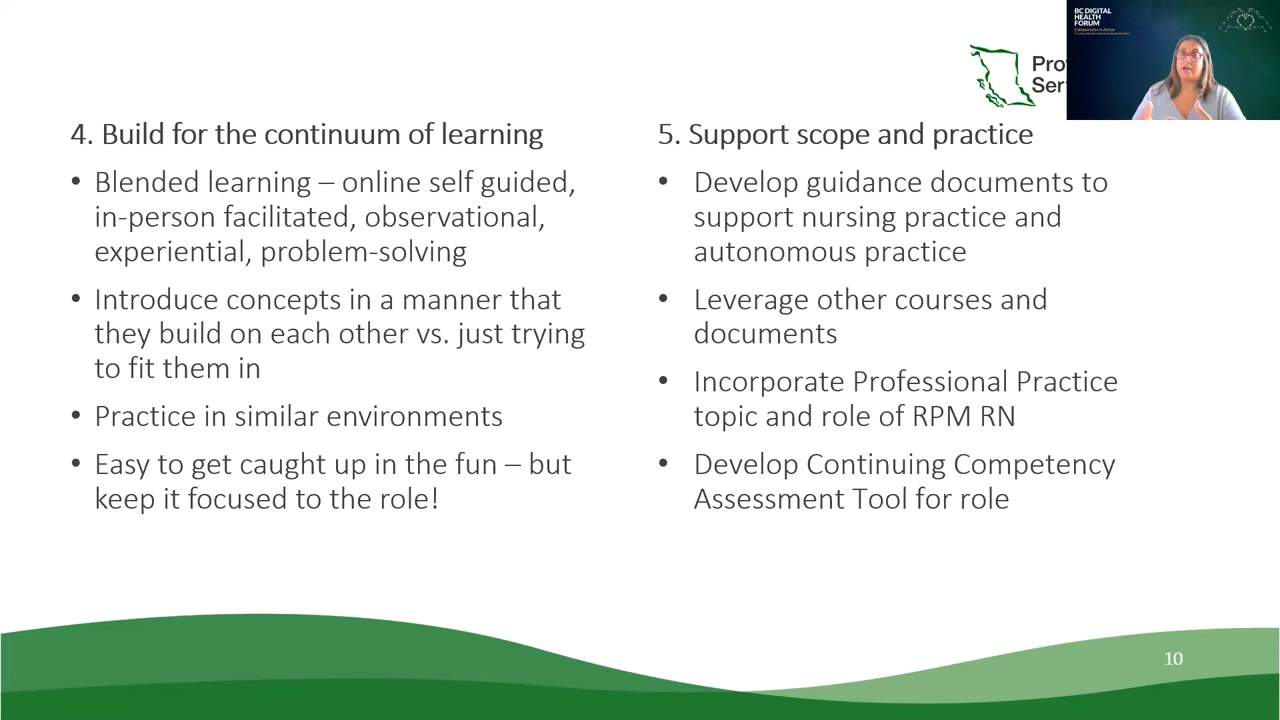 BC DIGITAL
HEALTH
FORUM
4. Build for the continuum of learning
• Blended learning – online self guided,
in-person facilitated, observational,
experiential, problem-solving
• Introduce concepts in a manner that
they build on each other vs. just trying
to fit them in
• Practice in similar environments
• Easy to get caught up in the fun – but
keep it focused to the role!
5. Support scope and practice
• Develop guidance documents to
support nursing practice and
autonomous practice
• Leverage other courses and
documents
• Incorporate Professional Practice
topic and role of RPM RN
• Develop Continuing Competency
Assessment Tool for role
10